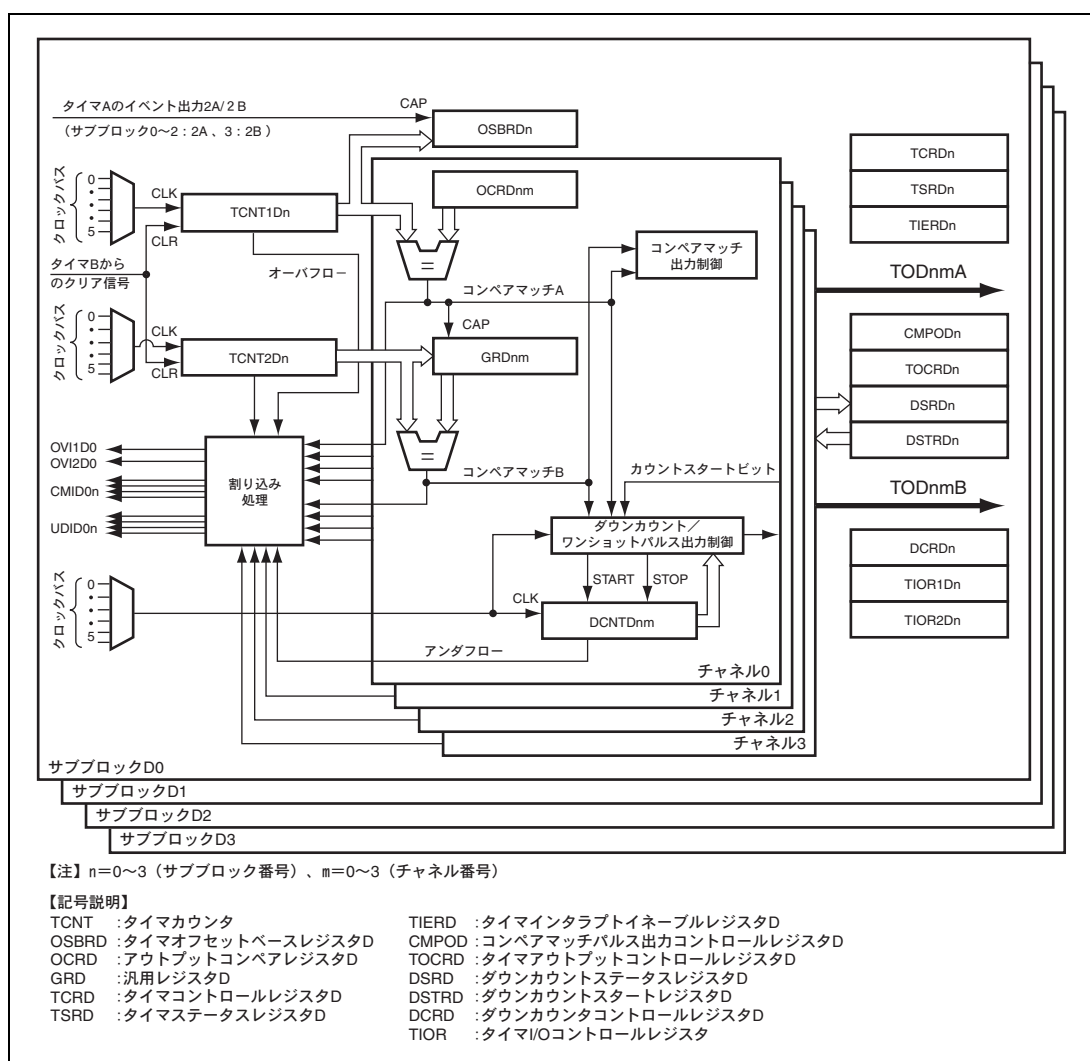 タイマAのイベント出力2A/2B
(サブブロック0～2：2A、3：2B)
CAP
OSBRDn
クロックバス
0
5
CLK
CLR
TCNT1Dn
OCRDnm
=
コンペアマッチ
出力制御
タイマBから
のクリア信号
オーバフロー
コンペアマッチA
CAP
クロックバス
0
5
CLK
CLR
TCNT2Dn
GRDnm
=
コンペアマッチB
カウントスタートビット
OVI1D0
OVI2D0
CMID0n
UDID0n
割り込み
処理
ダウンカウント／
ワンショットパルス出力制御
START
STOP
クロックバス
0
5
CLK
DCNTDnm
アンダフロー
チャネル0
チャネル1
チャネル2
チャネル3
TCRDn
TSRDn
TIERDn
TODnmA
CMPODn
TOCRDn
DSRDn
DSTRDn
TODnmB
DCRDn
TIOR1Dn
TIOR2Dn
サブブロックD0
サブブロックD1
サブブロックD2
サブブロックD3
【注】n＝0～3（サブブロック番号）、m＝0～3（チャネル番号）
【記号説明】
TCNT ：タイマカウンタ
OSBRD ：タイマオフセットベースレジスタD
OCRD ：アウトプットコンペアレジスタD
GRD ：汎用レジスタD
TCRD ：タイマコントロールレジスタD
TSRD ：タイマステータスレジスタD
TIERD ：タイマインタラプトイネーブルレジスタD
CMPOD ：コンペアマッチパルス出力コントロールレジスタD
TOCRD ：タイマアウトプットコントロールレジスタD
DSRD ：ダウンカウントステータスレジスタD
DSTRD ：ダウンカウントスタートレジスタD
DCRD ：ダウンカウンタコントロールレジスタD
TIOR ：タイマI/Oコントロールレジスタ